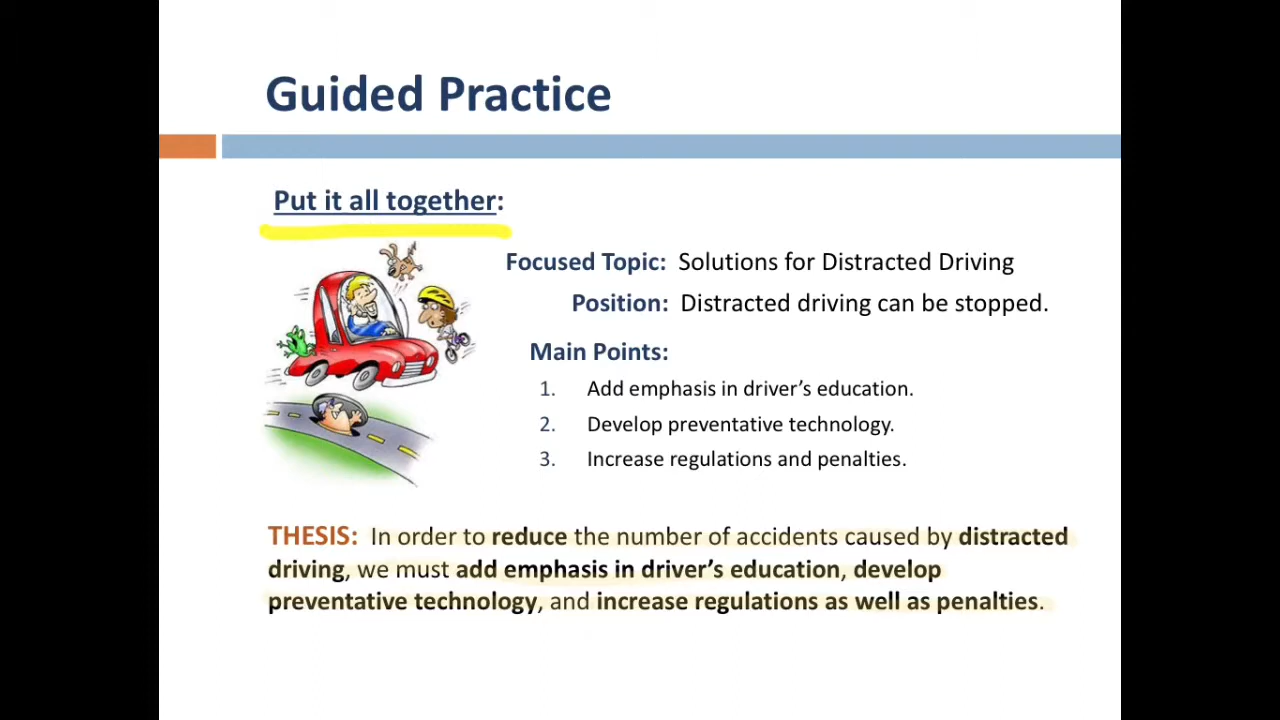 Guided Practice
Put it all together:
Focused Topic: Solutions for Distracted Driving
Position: Distracted driving can be stopped.
Main Points:
1. Add emphasis in driver’s education.
2. Develop preventative technology.
3. Increase regulations and penalties.
THESIS: In order to reduce the number of accidents caused by distracted
driving, we must add emphasis in driver’s education, develop
preventative technology, and increase regulations as well as penalties.